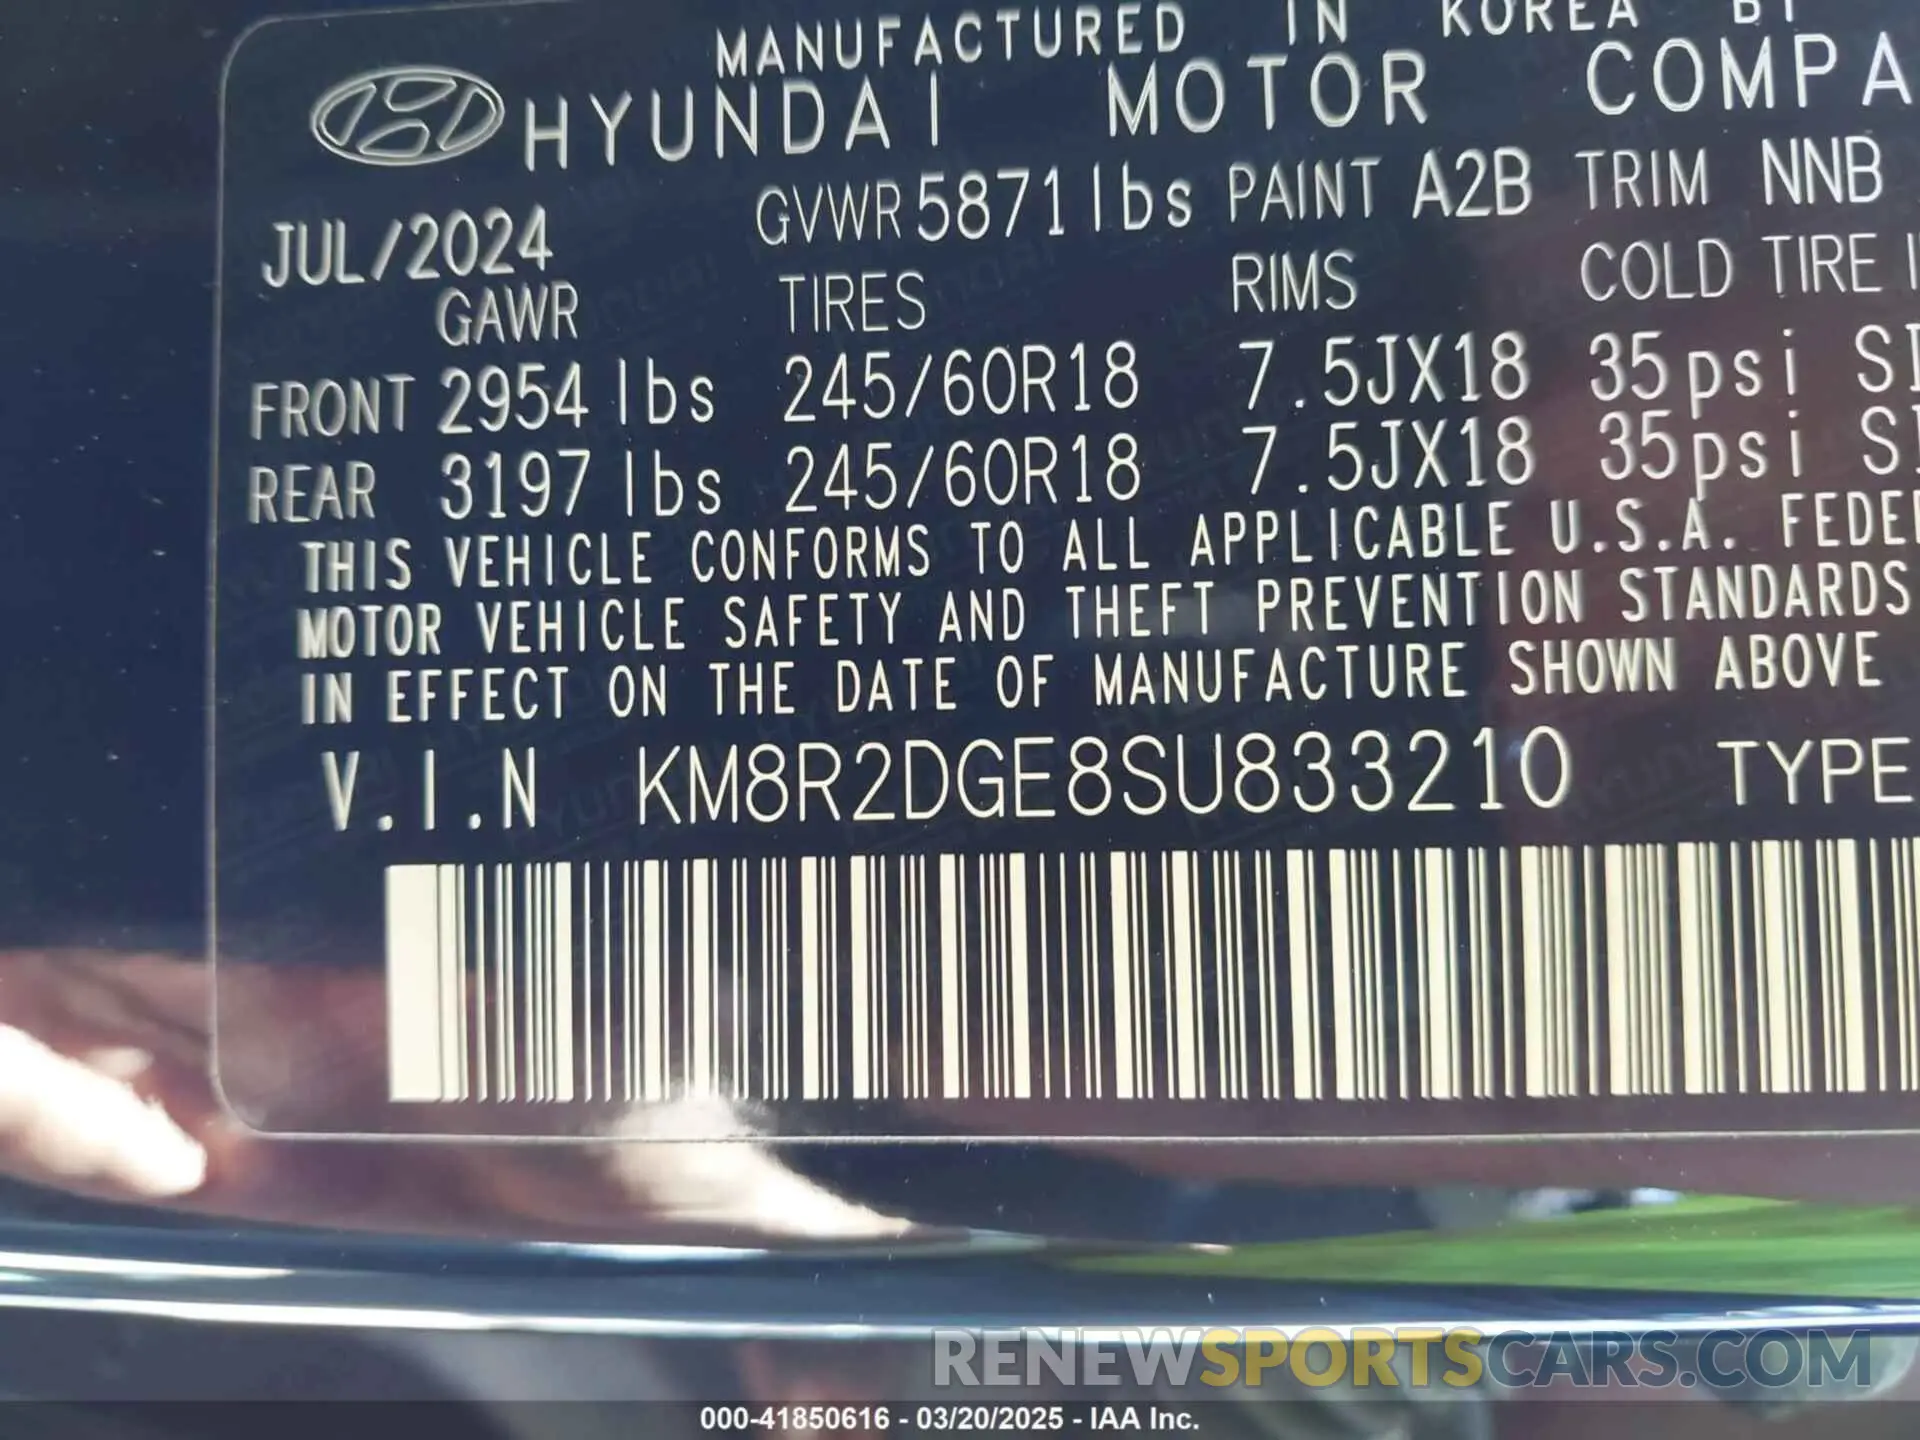 MANUFACTURED IN KOREA BY
HYUNDAI MOTOR COMPA
JUL/2024 GVWR 5871 lbs PAINT A2B TRIM NNB
GAWR TIRES RIMS COLD TIRE
FRONT 2954 lbs 245/60R18 7.5JX18 35psi SI
REAR 3197 lbs 245/60R18 7.5JX18 35psi SI
THIS VEHICLE CONFORMS TO ALL APPLICABLE U.S.A. FEDE
MOTOR VEHICLE SAFETY AND THEFT PREVENTION STANDARDS
IN EFFECT ON THE DATE OF MANUFACTURE SHOWN ABOVE
V.I.N KM8R2DGE8SU833210 TYPE
RENEWSPORTSCARS.COM
000-41850616 - 03/20/2025 - IAA Inc.